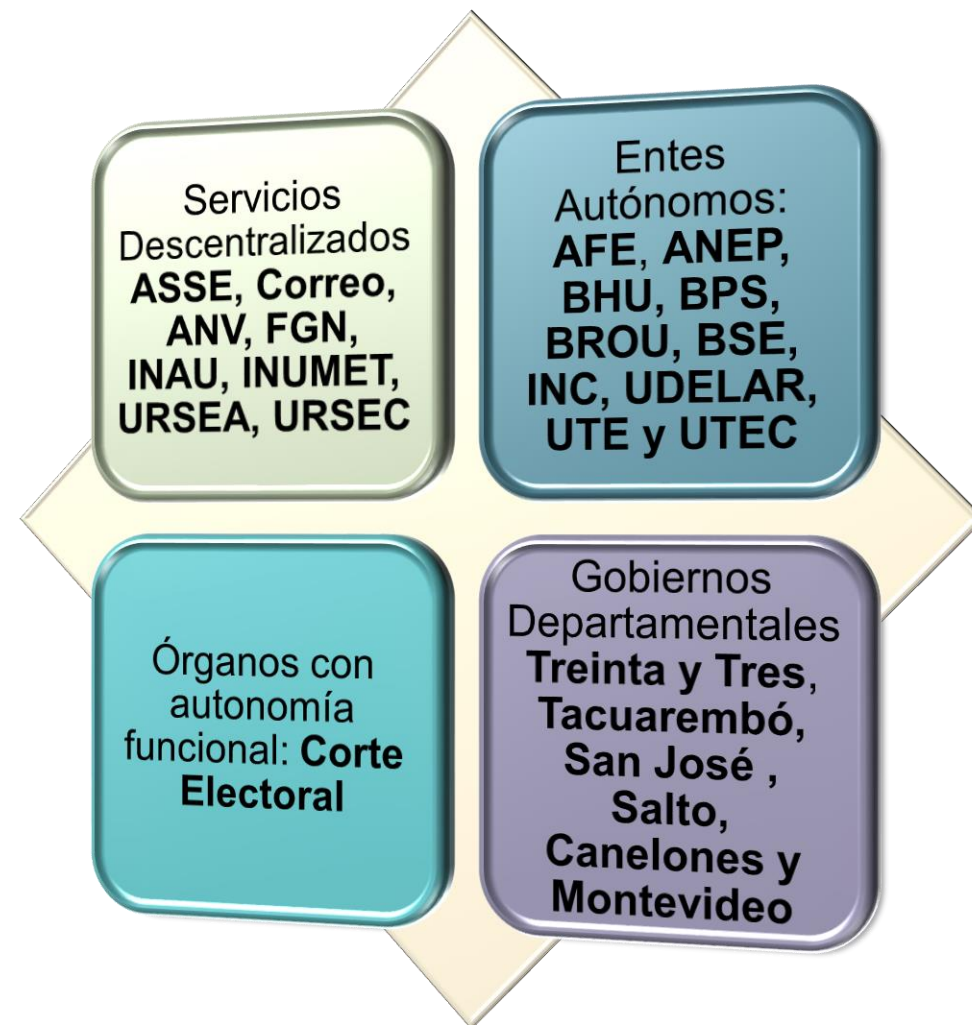 Servicios
Descentralizados
ASSE, Correo,
ANV, FGN,
INAU, INUMET,
URSEA, URSEC
Entes
Autónomos:
AFE, ANEP,
BHU, BPS,
BROU, BSE,
INC, UDELAR,
UTE y UTEC
Órganos con
autonomía
funcional: Corte
Electoral
Gobiernos
Departamentales
Treinta y Tres,
Tacuarembó,
San José ,
Salto,
Canelones y
Montevideo